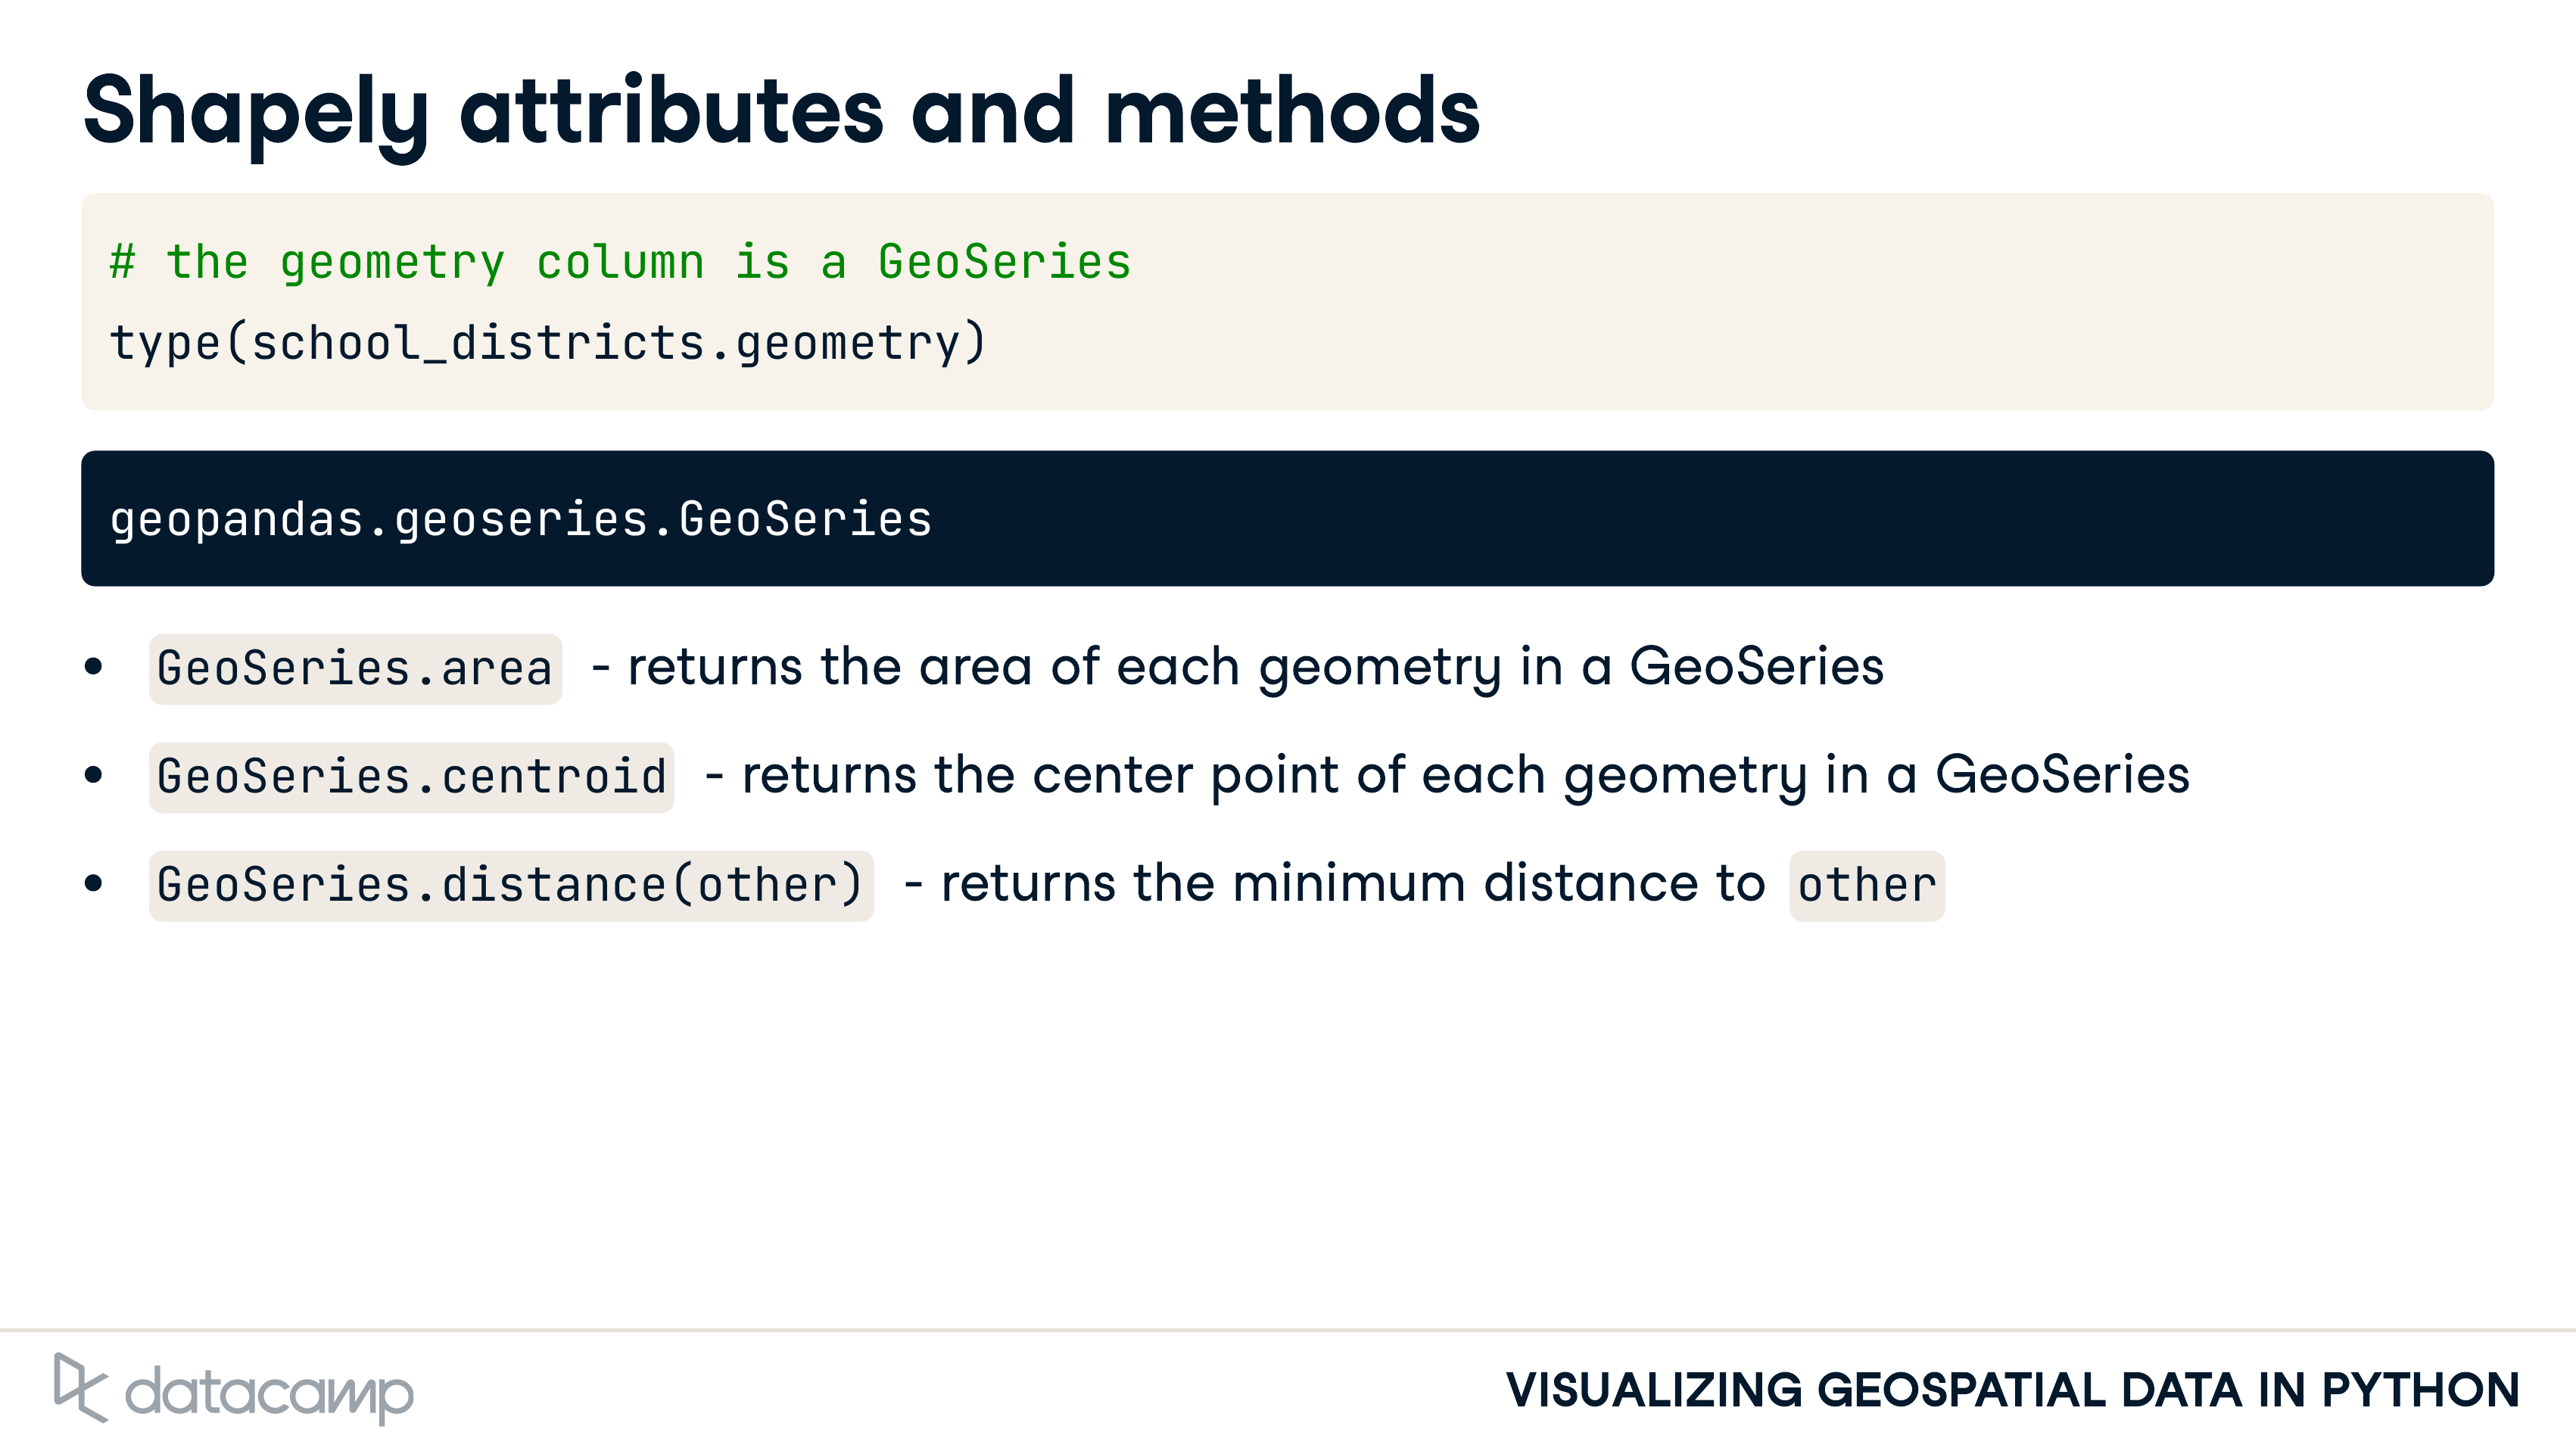 Shapely attributes and methods
# the geometry column is a GeoSeries
type(school_districts.geometry)
geopandas.geoseries.GeoSeries
• GeoSeries.area - returns the area of each geometry in a GeoSeries
• GeoSeries.centroid - returns the center point of each geometry in a GeoSeries
• GeoSeries.distance(other) - returns the minimum distance to other
datacamp
VISUALIZING GEOSPATIAL DATA IN PYTHON